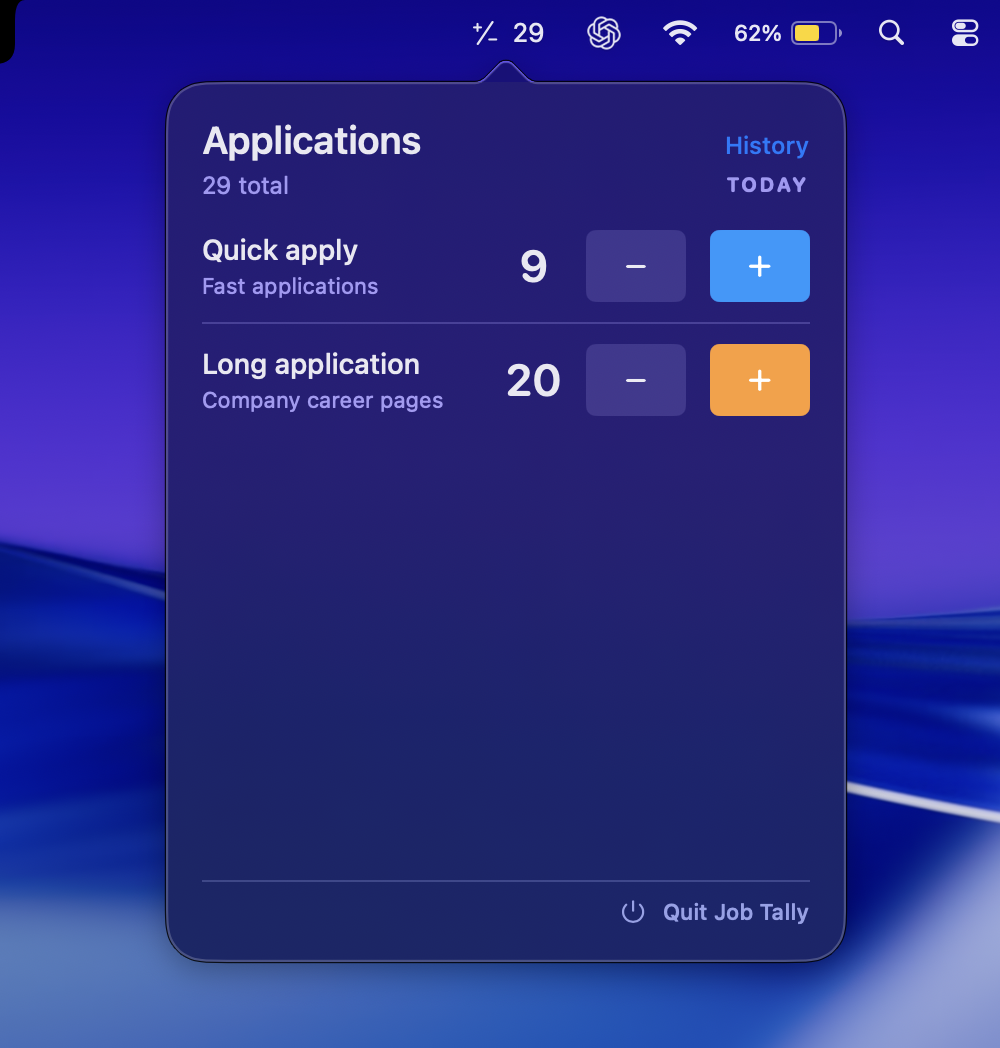 29
62%
Applications
History
29 total
TODAY
Quick apply
9
− +
Fast applications
Long application
20
− +
Company career pages
Quit Job Tally